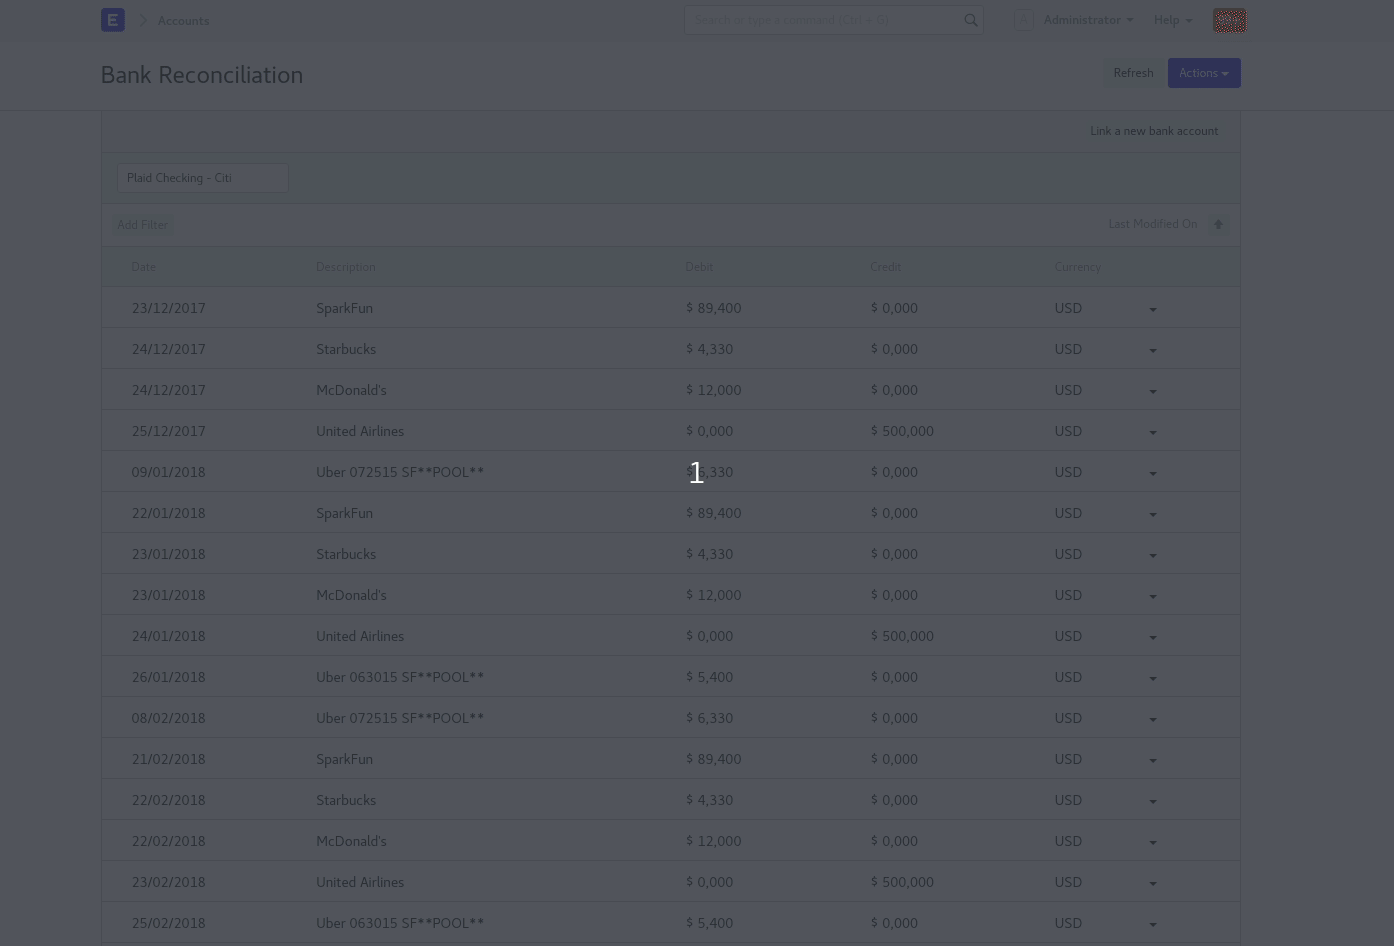 E Accounts Search or type a command (Ctrl + G) Administrator Help
Bank Reconciliation Refresh Actions
Link a new bank account
Plaid Checking - Citi
Add Filter Last Modified On
Date Description Debit Credit Currency
23/12/2017 SparkFun $ 89,400 $ 0,000 USD
24/12/2017 Starbucks $ 4,330 $ 0,000 USD
24/12/2017 McDonald's $ 12,000 $ 0,000 USD
25/12/2017 United Airlines $ 0,000 $ 500,000 USD
09/01/2018 Uber 072515 SF**POOL** $ 6,330 $ 0,000 USD
1
22/01/2018 SparkFun $ 89,400 $ 0,000 USD
23/01/2018 Starbucks $ 4,330 $ 0,000 USD
23/01/2018 McDonald's $ 12,000 $ 0,000 USD
24/01/2018 United Airlines $ 0,000 $ 500,000 USD
26/01/2018 Uber 063015 SF**POOL** $ 5,400 $ 0,000 USD
08/02/2018 Uber 072515 SF**POOL** $ 6,330 $ 0,000 USD
21/02/2018 SparkFun $ 89,400 $ 0,000 USD
22/02/2018 Starbucks $ 4,330 $ 0,000 USD
22/02/2018 McDonald's $ 12,000 $ 0,000 USD
23/02/2018 United Airlines $ 0,000 $ 500,000 USD
25/02/2018 Uber 063015 SF**POOL** $ 5,400 $ 0,000 USD